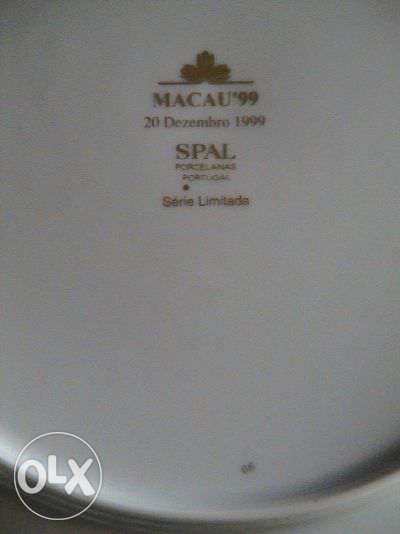 MACAU'99
20 Dezembro 1999
SPAL
PORCELANAS
PORTUGAL
Série Limitada
OLX